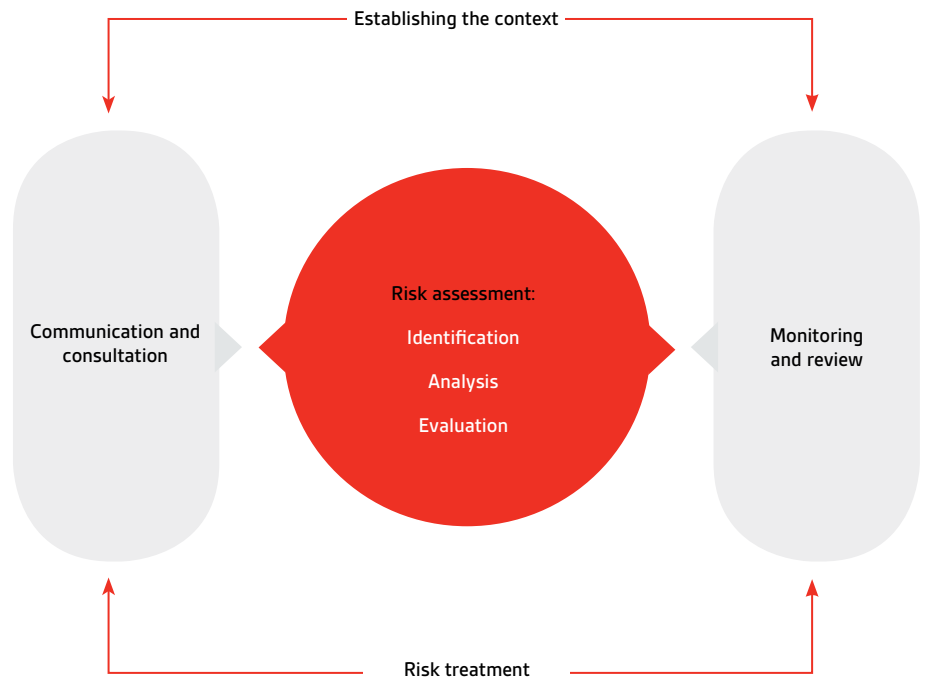 Establishing the context
Communication and
consultation
Risk assessment:
Identification
Analysis
Evaluation
Monitoring
and review
Risk treatment